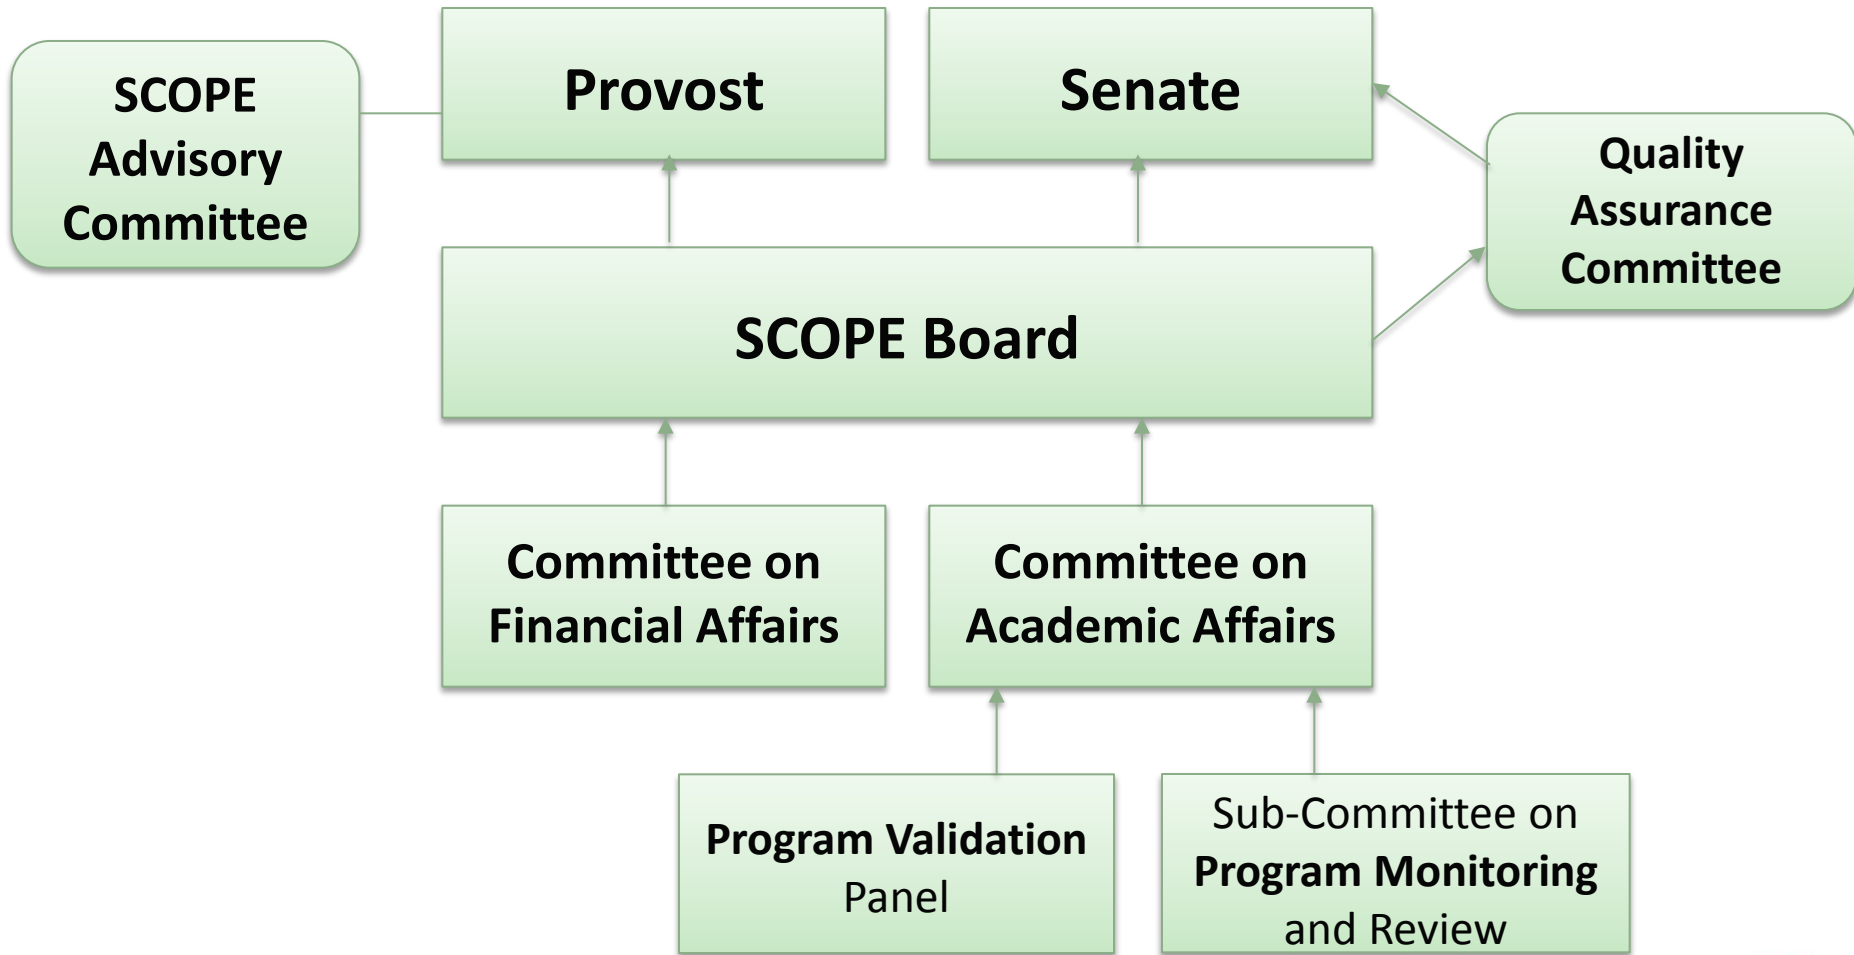 SCOPE
Advisory
Committee
Provost
Senate
Quality
Assurance
Committee
SCOPE Board
Committee on
Financial Affairs
Committee on
Academic Affairs
Program Validation
Panel
Sub-Committee on
Program Monitoring
and Review